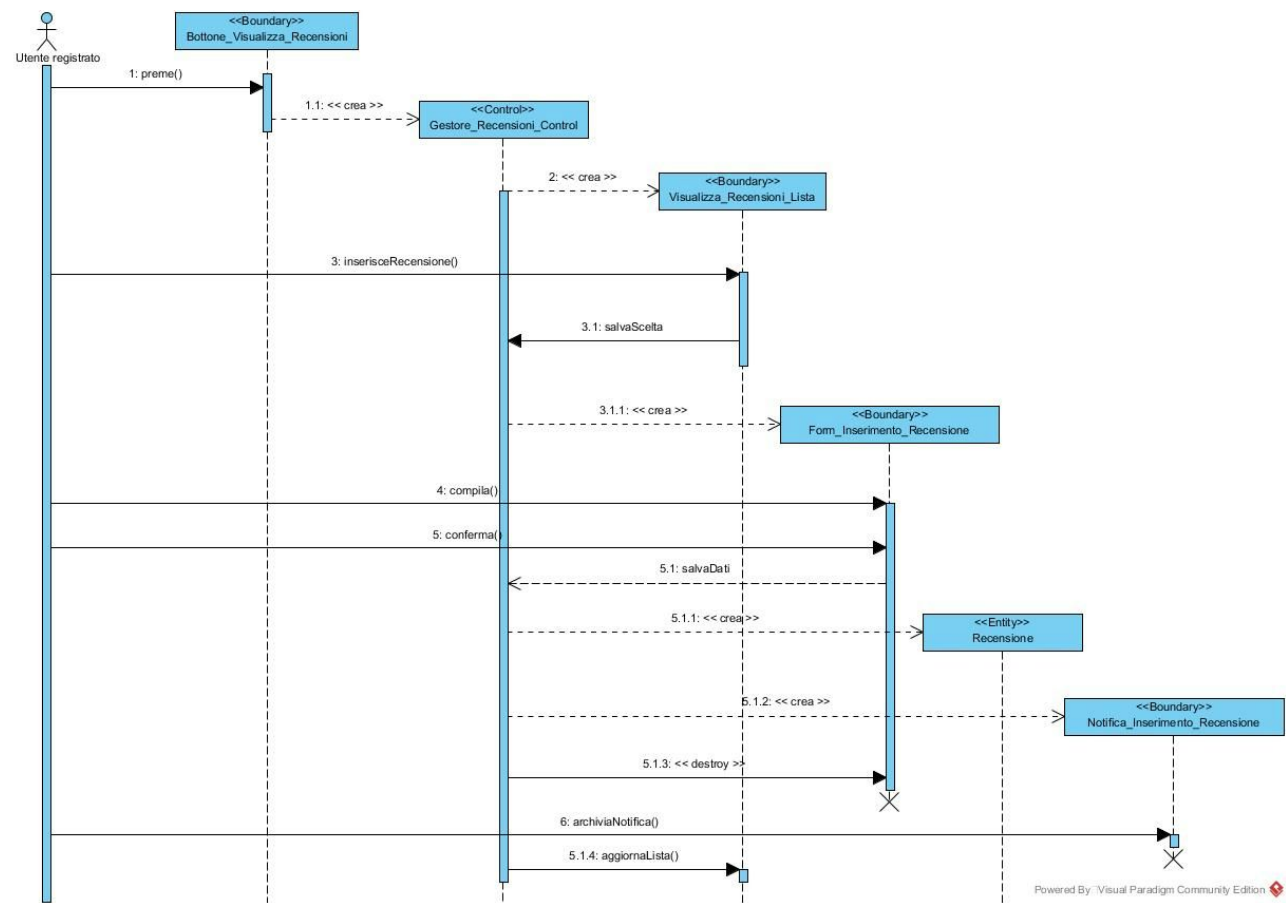 <<Boundary>>
Bottone_Visualizza_Recensioni
Utente registrato
1: preme()
1.1: << crea >>
<<Control>>
Gestore_Recensioni_Control
2: << crea >>
<<Boundary>>
Visualizza_Recensioni_Lista
3: inserisceRecensione()
3.1: salvaScelta
3.1.1: << crea >>
<<Boundary>>
Form_Inserimento_Recensione
4: compila()
5: conferma()
5.1: salvaDati
5.1.1: << crea >>
<<Entity>>
Recensione
5.1.2: << crea >>
<<Boundary>>
Notifica_Inserimento_Recensione
5.1.3: << destroy >>
6: archiviaNotifica()
5.1.4: aggiornaLista()
Powered By Visual Paradigm Community Edition